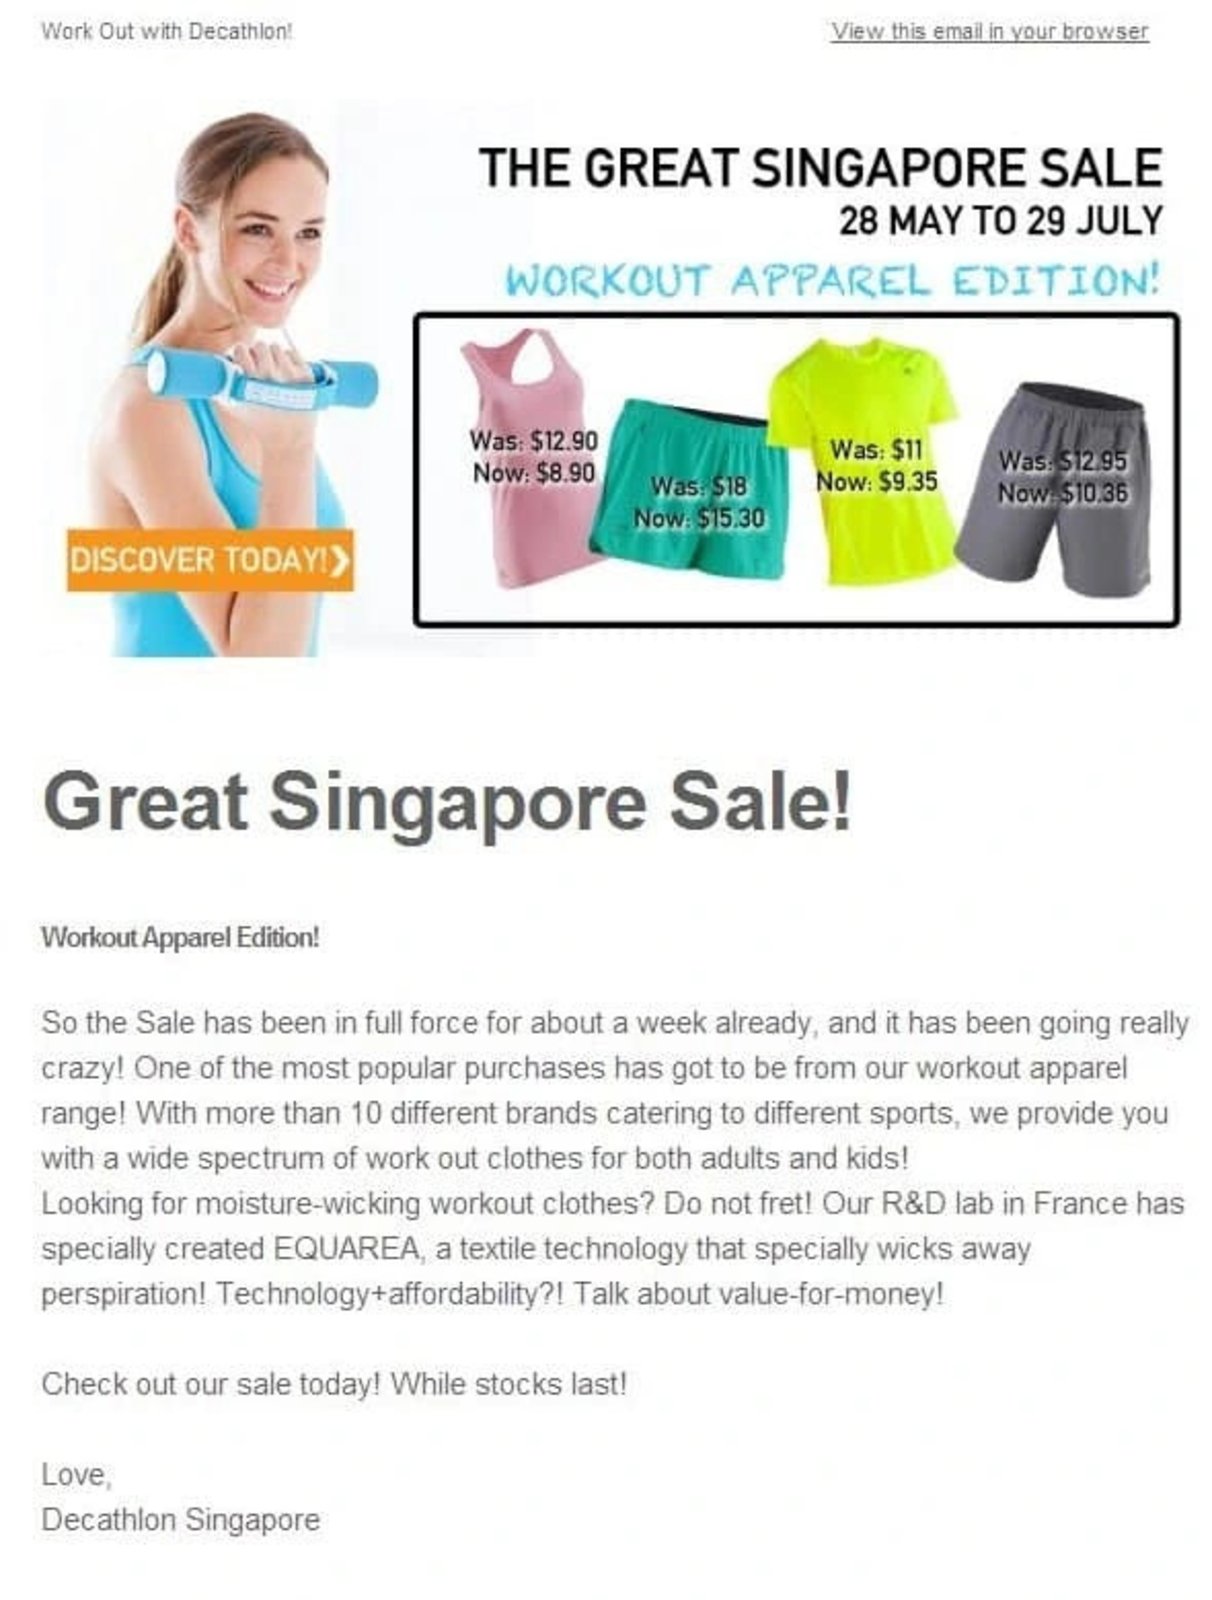 Work Out with Decathlon!
View this email in your browser
THE GREAT SINGAPORE SALE
28 MAY TO 29 JULY
WORKOUT APPAREL EDITION!
Was: $12.90
Now: $8.90
Was: $18
Now: $15.30
Was: $11
Now: $9.35
Was: $12.95
Now: $10.36
DISCOVER TODAY!❯
Great Singapore Sale!
Workout Apparel Edition!
So the Sale has been in full force for about a week already, and it has been going really
crazy! One of the most popular purchases has got to be from our workout apparel
range! With more than 10 different brands catering to different sports, we provide you
with a wide spectrum of work out clothes for both adults and kids!
Looking for moisture-wicking workout clothes? Do not fret! Our R&D lab in France has
specially created EQUAREA, a textile technology that specially wicks away
perspiration! Technology+affordability?! Talk about value-for-money!
Check out our sale today! While stocks last!
Love,
Decathlon Singapore